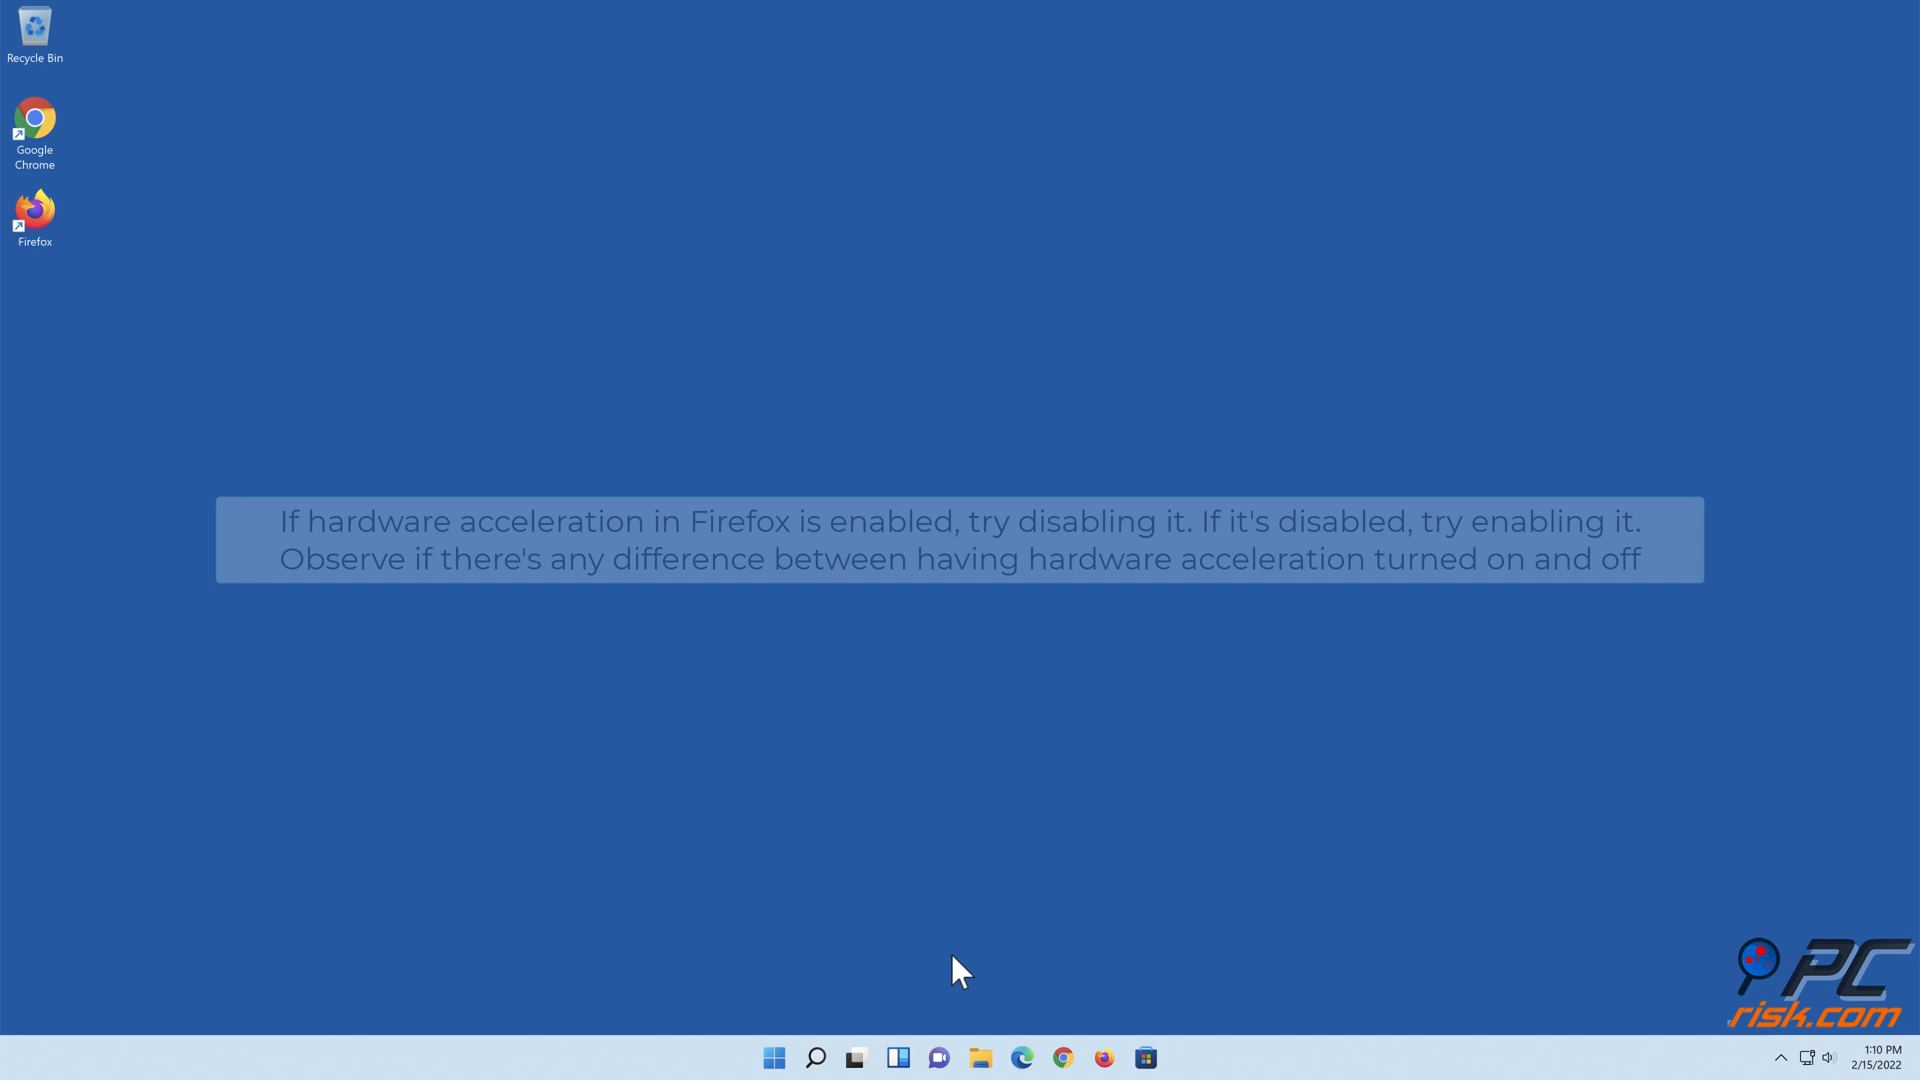 Recycle Bin
Google
Chrome
Firefox
If hardware acceleration in Firefox is enabled, try disabling it. If it's disabled, try enabling it.
Observe if there's any difference between having hardware acceleration turned on and off
PC
risk.com
1:10 PM
2/15/2022